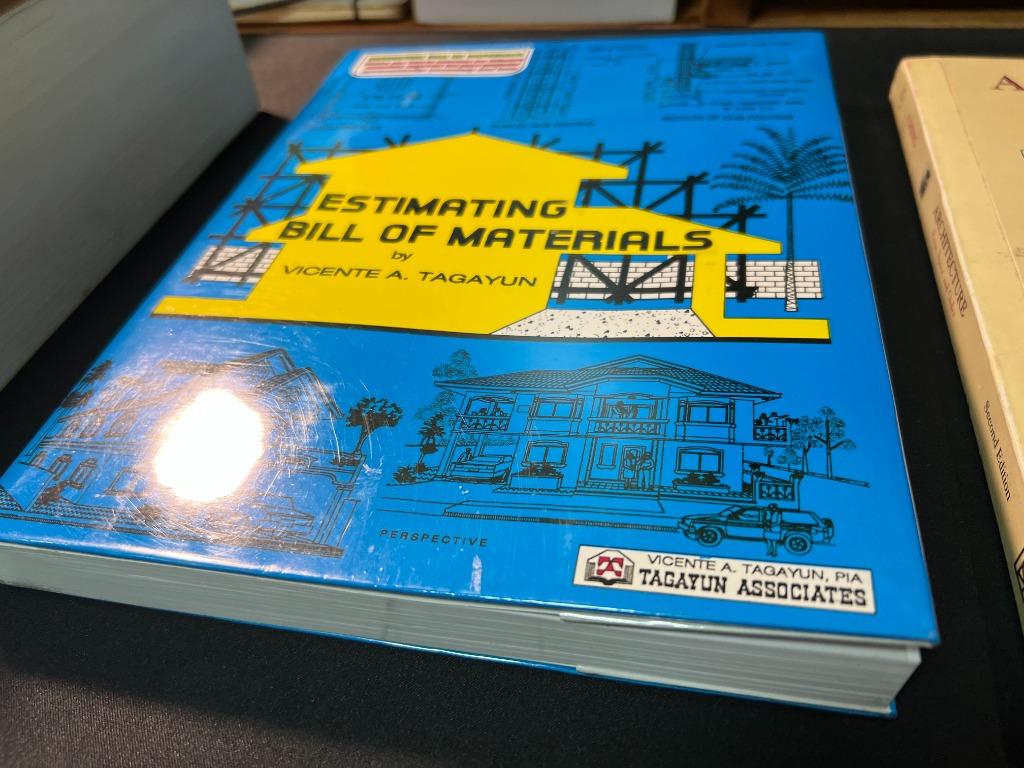 ESTIMATING
BILL OF MATERIALS
by
VICENTE A. TAGAYUN
PERSPECTIVE
VICENTE A. TAGAYUN, PIA
TAGAYUN ASSOCIATES
A
ARCHITECTURE
Second Edition